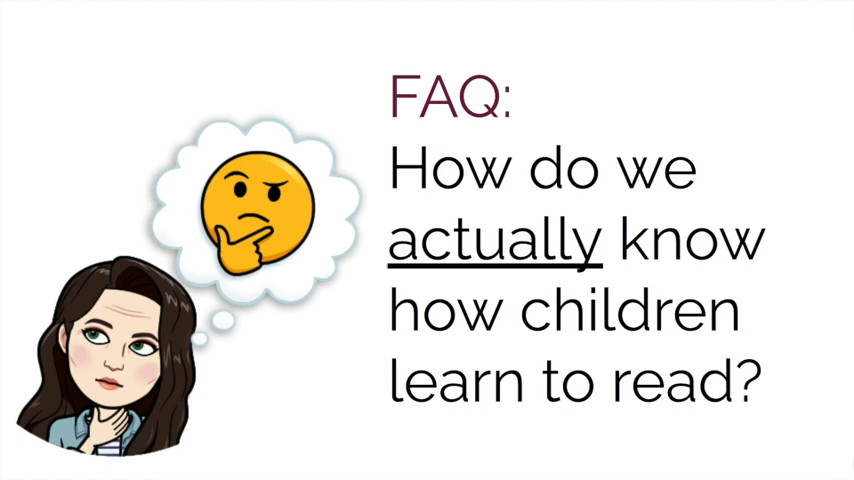 FAQ:
How do we
actually know
how children
learn to read?